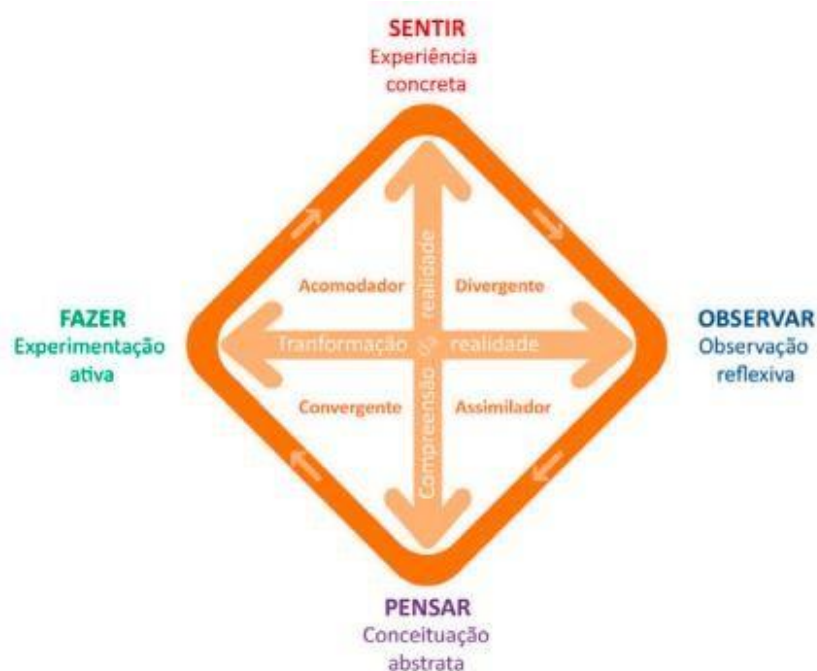 SENTIR
Experiência
concreta
Acomodador
Divergente
realidade
FAZER
Experimentação
ativa
Tranformação
realidade
OBSERVAR
Observação
reflexiva
Compreensão
Convergente
Assimilador
PENSAR
Conceituação
abstrata